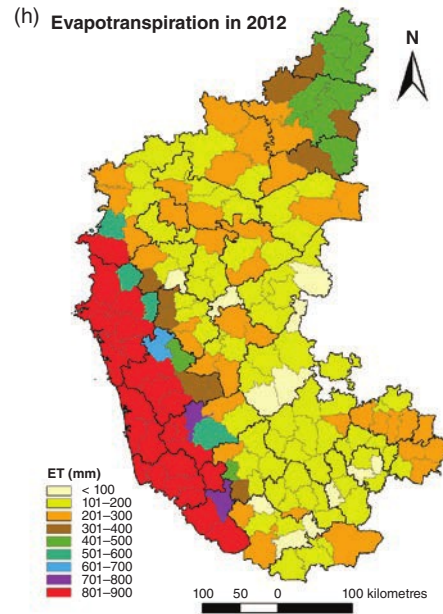 (h) Evapotranspiration in 2012
N
ET (mm)
< 100
101–200
201–300
301–400
401–500
501–600
601–700
701–800
801–900
100 50 0 100 kilometres